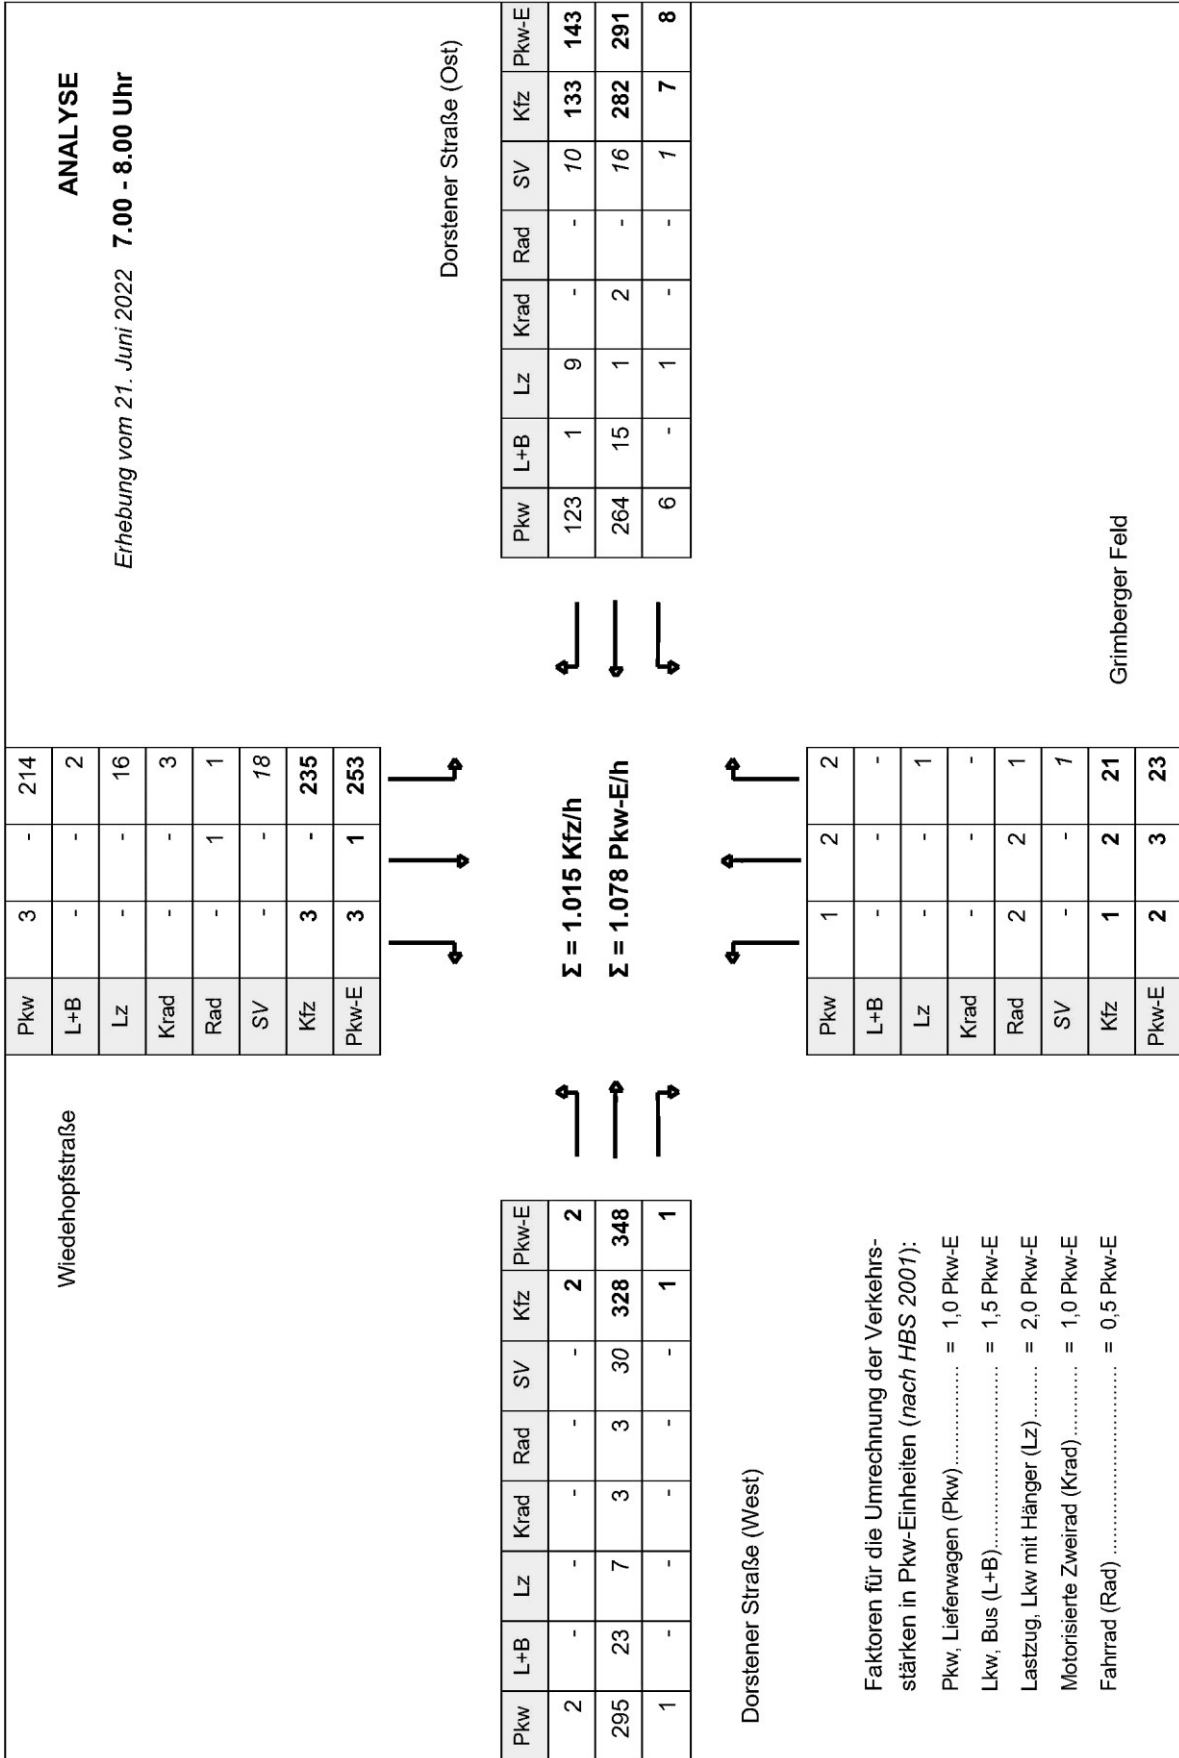 Wiedehopfstraße
Pkw 3 - 214
L+B - - 2
Lz - - 16
Krad - - 3
Rad - 1 1
SV - - 18
Kfz 3 - 235
Pkw-E 3 1 253
ANALYSE
Erhebung vom 21. Juni 2022 7.00 - 8.00 Uhr
Dorstener Straße (Ost)
Pkw L+B Lz Krad Rad SV Kfz Pkw-E
2 - - - - - 2 2
295 23 7 3 3 30 328 348
1 - - - - - 1 1
Dorstener Straße (West)
Σ = 1.015 Kfz/h
Σ = 1.078 Pkw-E/h
Pkw L+B Lz Krad Rad SV Kfz Pkw-E
123 1 9 - - 10 133 143
264 15 1 2 - 16 282 291
6 - 1 - - 1 7 8
Faktoren für die Umrechnung der Verkehrs-
stärken in Pkw-Einheiten (nach HBS 2001):
Pkw, Lieferwagen (Pkw)................... = 1,0 Pkw-E
Lkw, Bus (L+B)................................ = 1,5 Pkw-E
Lastzug, Lkw mit Hänger (Lz).......... = 2,0 Pkw-E
Motorisierte Zweirad (Krad)............ = 1,0 Pkw-E
Fahrrad (Rad) ................................. = 0,5 Pkw-E
Pkw 1 2 2
L+B - - -
Lz - - 1
Krad - - -
Rad 2 2 1
SV - - 1
Kfz 1 2 21
Pkw-E 2 3 23
Grimberger Feld